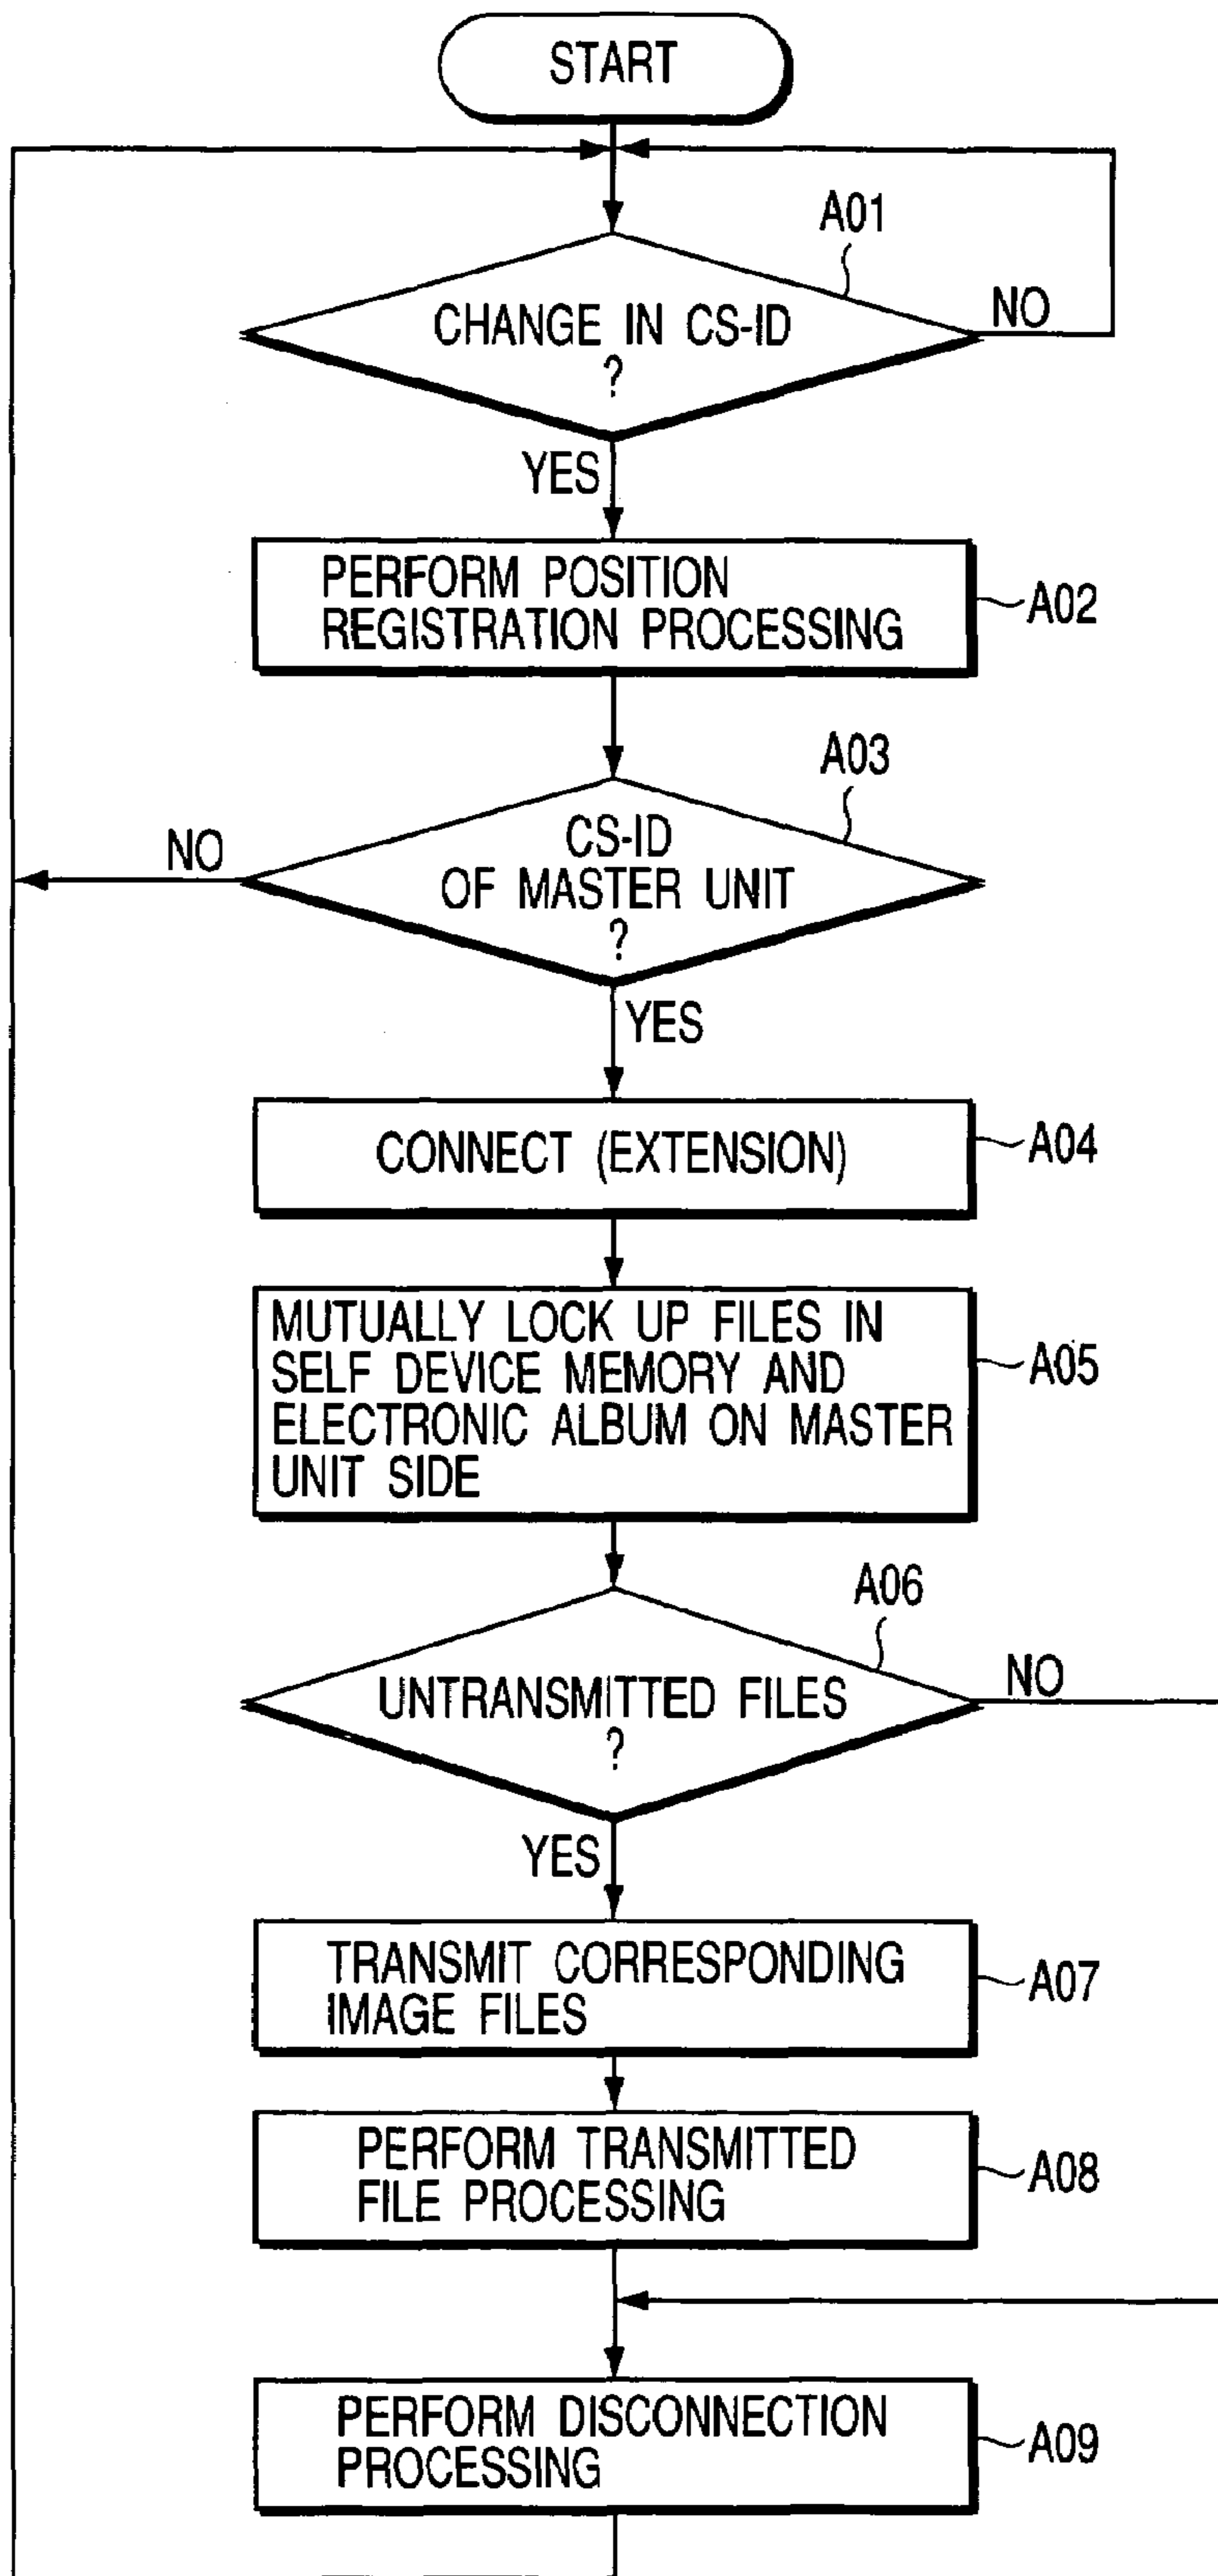 START
A01
CHANGE IN CS-ID
?
NO
YES
PERFORM POSITION
REGISTRATION PROCESSING
A02
A03
CS-ID
OF MASTER UNIT
?
NO
YES
CONNECT (EXTENSION)
A04
MUTUALLY LOCK UP FILES IN
SELF DEVICE MEMORY AND
ELECTRONIC ALBUM ON MASTER
UNIT SIDE
A05
A06
UNTRANSMITTED FILES
?
NO
YES
TRANSMIT CORRESPONDING
IMAGE FILES
A07
PERFORM TRANSMITTED
FILE PROCESSING
A08
PERFORM DISCONNECTION
PROCESSING
A09